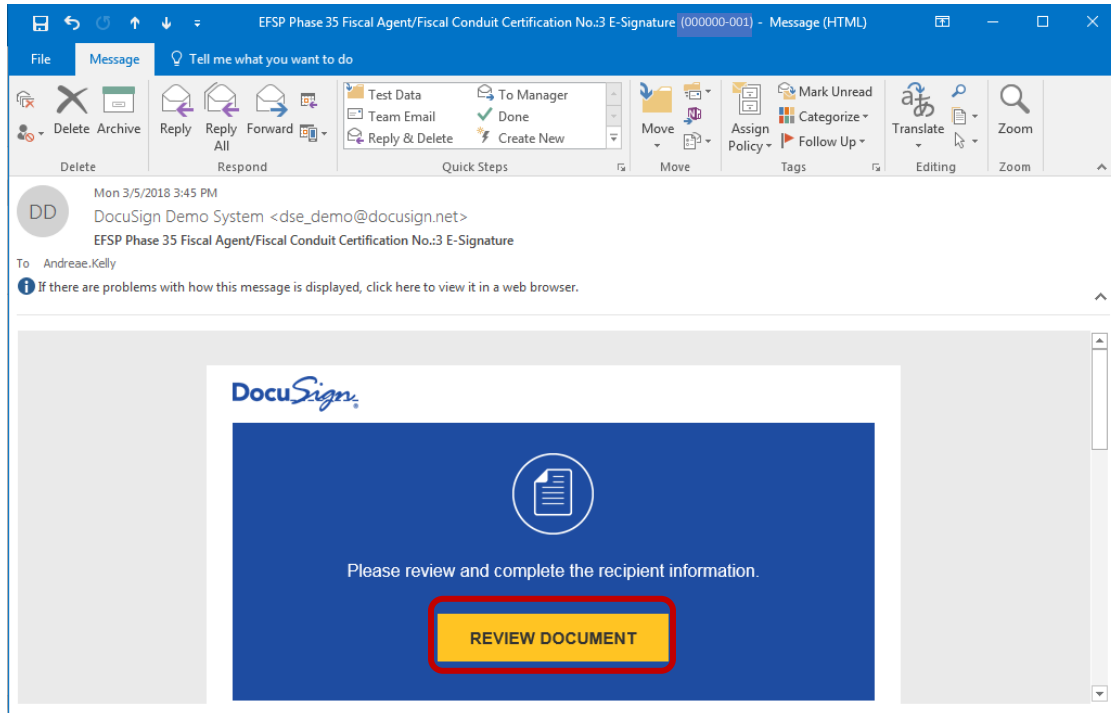 EFSP Phase 35 Fiscal Agent/Fiscal Conduit Certification No.:3 E-Signature (000000-001) - Message (HTML)
File Message Tell me what you want to do
Delete Archive Reply Reply All Forward
Test Data To Manager
Team Email Done
Reply & Delete Create New
Move Assign Policy Mark Unread
Categorize
Follow Up
Translate Zoom
Delete Respond Quick Steps Move Tags Editing Zoom
Mon 3/5/2018 3:45 PM
DD
DocuSign Demo System <dse_demo@docusign.net>
EFSP Phase 35 Fiscal Agent/Fiscal Conduit Certification No.:3 E-Signature
To Andreae.Kelly
If there are problems with how this message is displayed, click here to view it in a web browser.
DocuSign
Please review and complete the recipient information.
REVIEW DOCUMENT